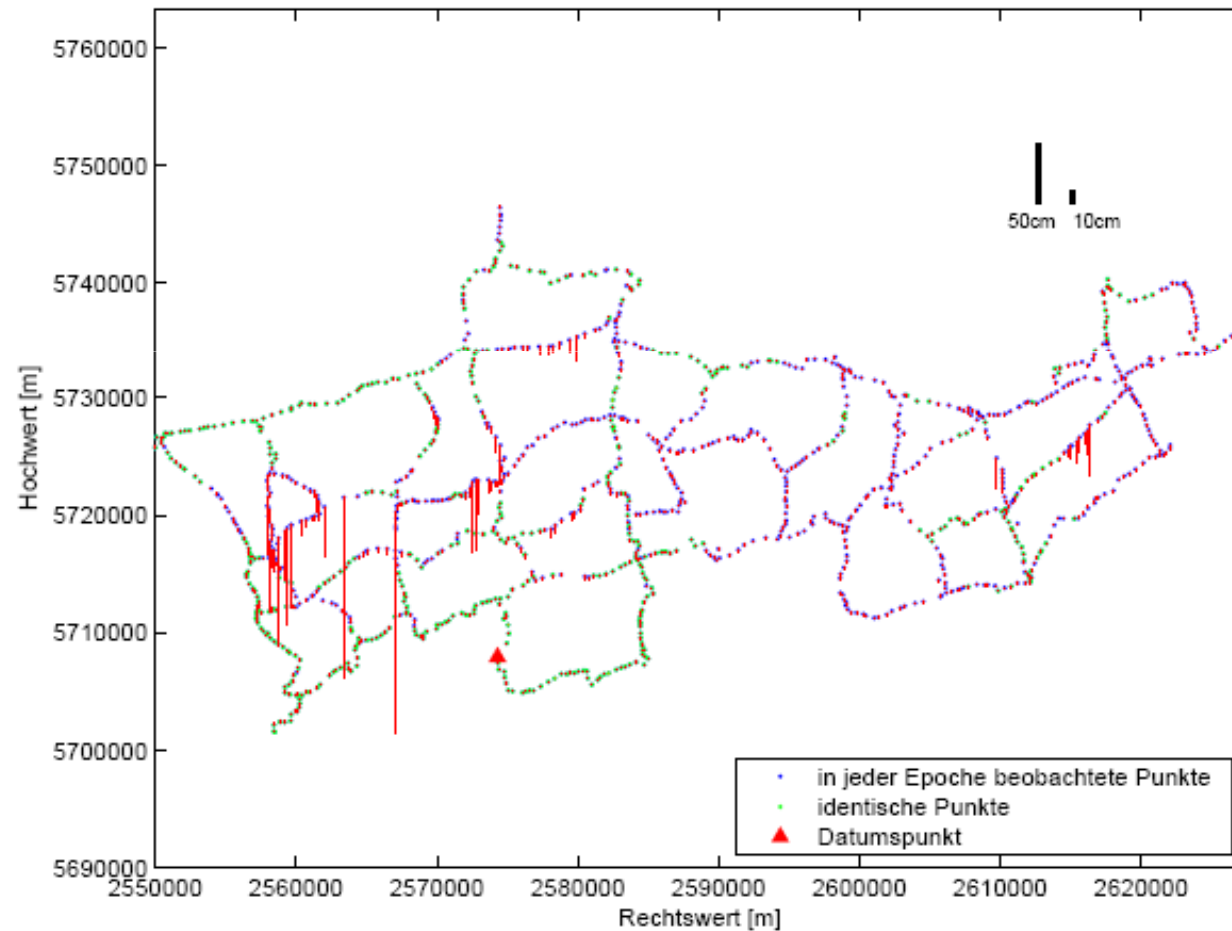 5760000
5750000
50cm 10cm
5740000
5730000
5720000
5710000
5700000
5690000
Hochwert [m]
in jeder Epoche beobachtete Punkte
identische Punkte
Datumspunkt
2550000 2560000 2570000 2580000 2590000 2600000 2610000 2620000
Rechtswert [m]